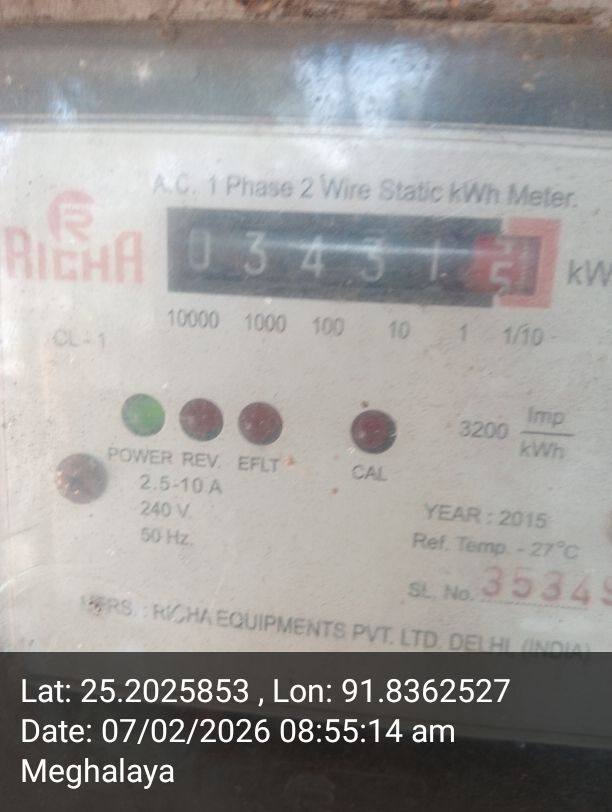 A.C. 1 Phase 2 Wire Static kWh Meter.
R
RICHA
0 3 4 3 1 5 kW
10000 1000 100 10 1 1/10
CL - 1
3200 Imp/kWh
POWER REV. EFLT CAL
2.5-10 A
240 V.
50 Hz.
YEAR : 2015
Ref. Temp. - 27°C
SL. No. 35349
MFRS. : RICHA EQUIPMENTS PVT. LTD. DELHI, (INDIA)
Lat: 25.2025853 , Lon: 91.8362527
Date: 07/02/2026 08:55:14 am
Meghalaya